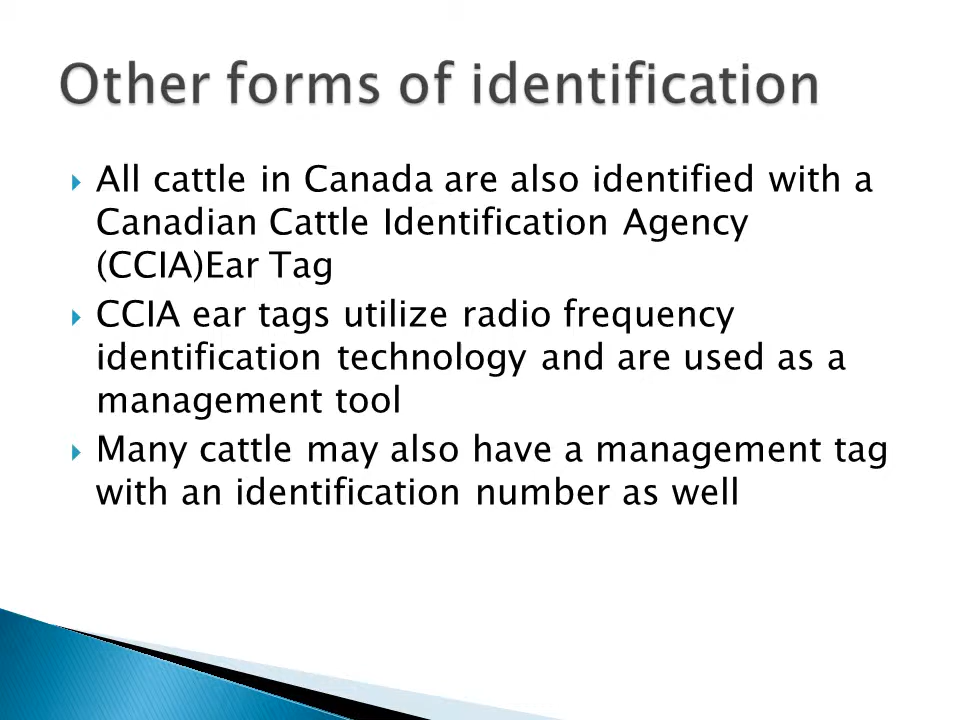 Other forms of identification
All cattle in Canada are also identified with a
Canadian Cattle Identification Agency
(CCIA)Ear Tag
CCIA ear tags utilize radio frequency
identification technology and are used as a
management tool
Many cattle may also have a management tag
with an identification number as well